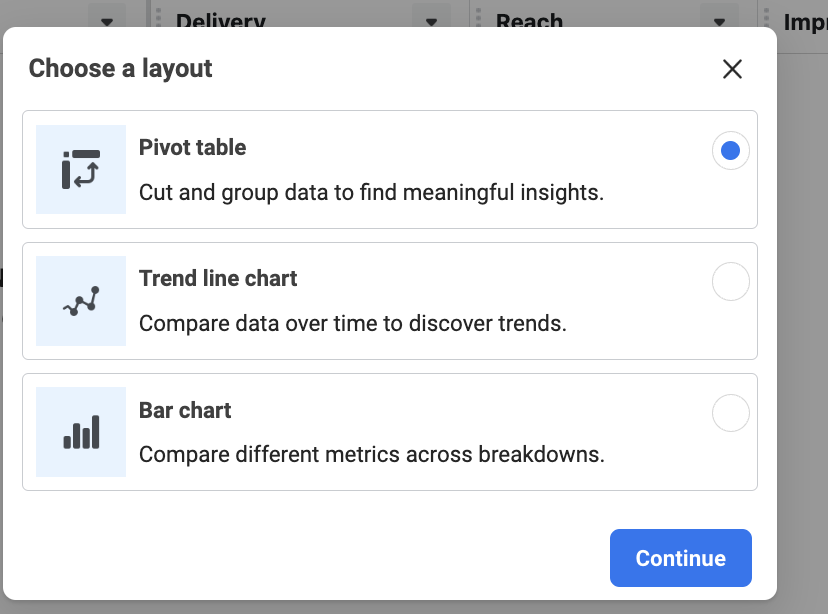 Delivery
Reach
Choose a layout
Pivot table
Cut and group data to find meaningful insights.
Trend line chart
Compare data over time to discover trends.
Bar chart
Compare different metrics across breakdowns.
Continue